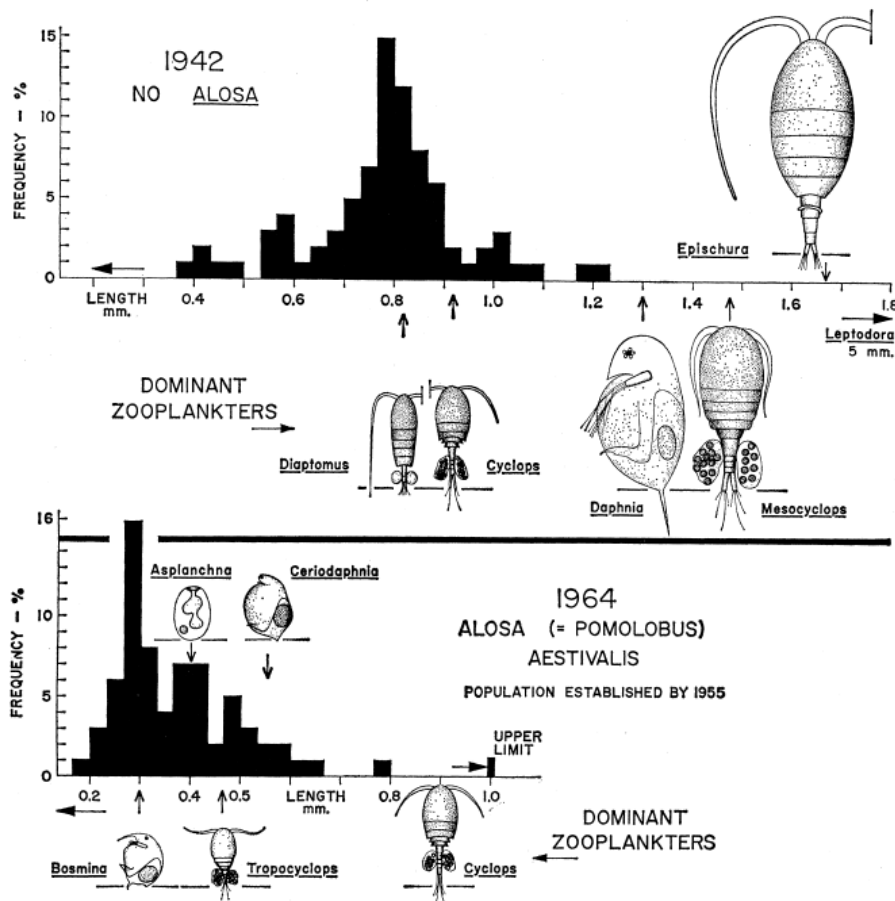 15
1942
NO ALOSA
10
FREQUENCY - %
5
0
Epischura
LENGTH
mm.
0.4
0.6
0.8
1.0
1.2
1.4
1.6
1.8
Leptodora
5 mm.
DOMINANT
ZOOPLANKTERS
Diaptomus
Cyclops
Daphnia
Mesocyclops
16
Asplanchna
Ceriodaphnia
1964
ALOSA (= POMOLOBUS)
AESTIVALIS
POPULATION ESTABLISHED BY 1955
10
FREQUENCY - %
5
UPPER
LIMIT
0
0.2
0.4
0.5
LENGTH
mm.
0.8
1.0
DOMINANT
ZOOPLANKTERS
Bosmina
Tropocyclops
Cyclops